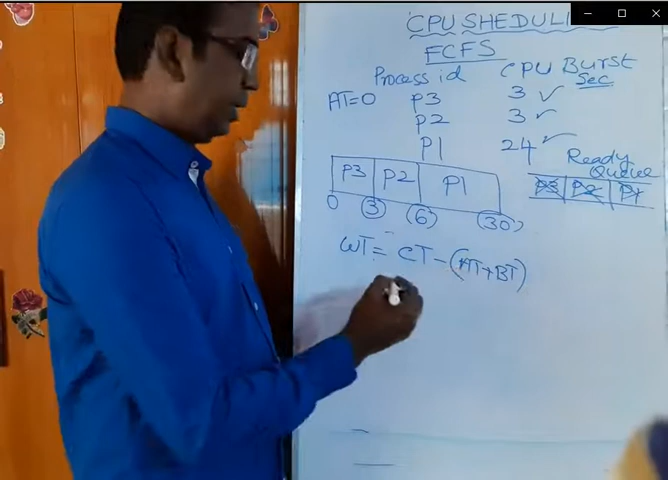 CPU SHEDULI
FCFS
Process id CPU Burst
Sec
AT=0 P3 3 ✓
P2 3 ✓
P1 24 ✓
Ready
Queue
P3 P2 P1
P3 P2 P1
0 3 6 30
WT = CT - (AT+BT)